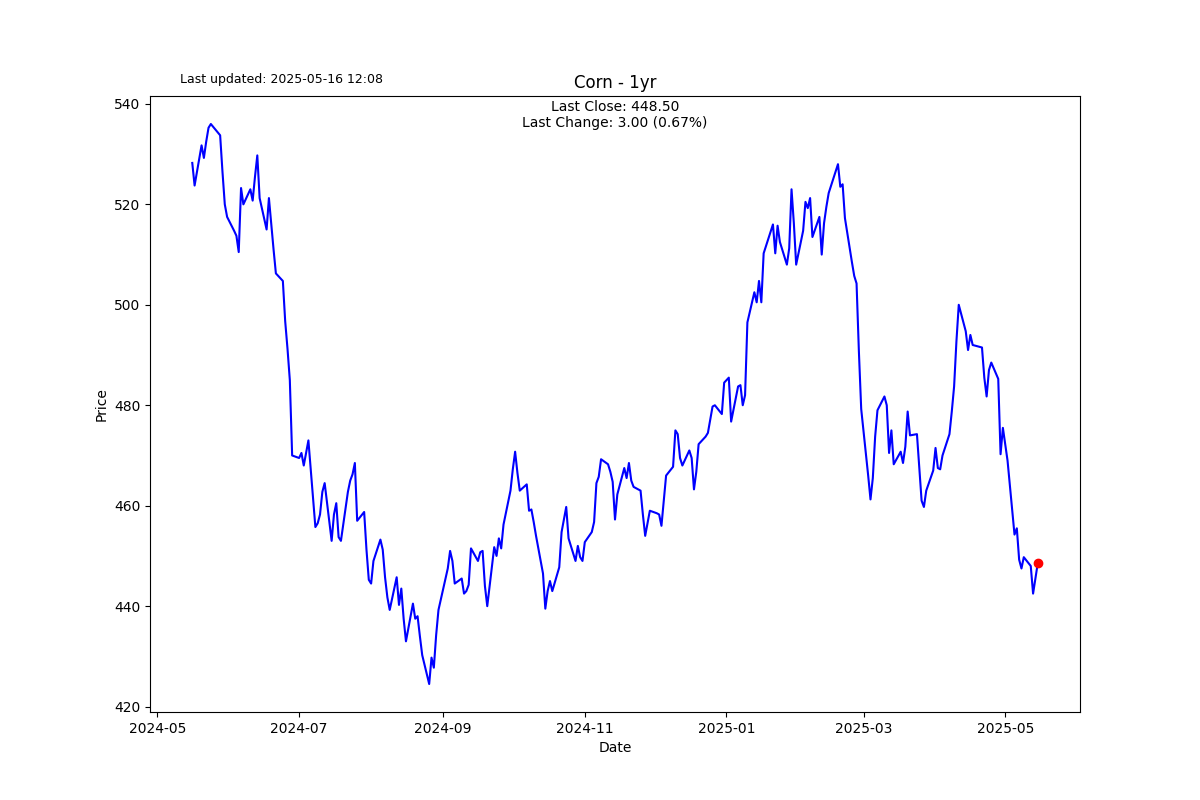 Last updated: 2025-05-16 12:08
Corn - 1yr
Last Close: 448.50
Last Change: 3.00 (0.67%)
540
520
500
480
460
440
420
Price
2024-05 2024-07 2024-09 2024-11 2025-01 2025-03 2025-05
Date